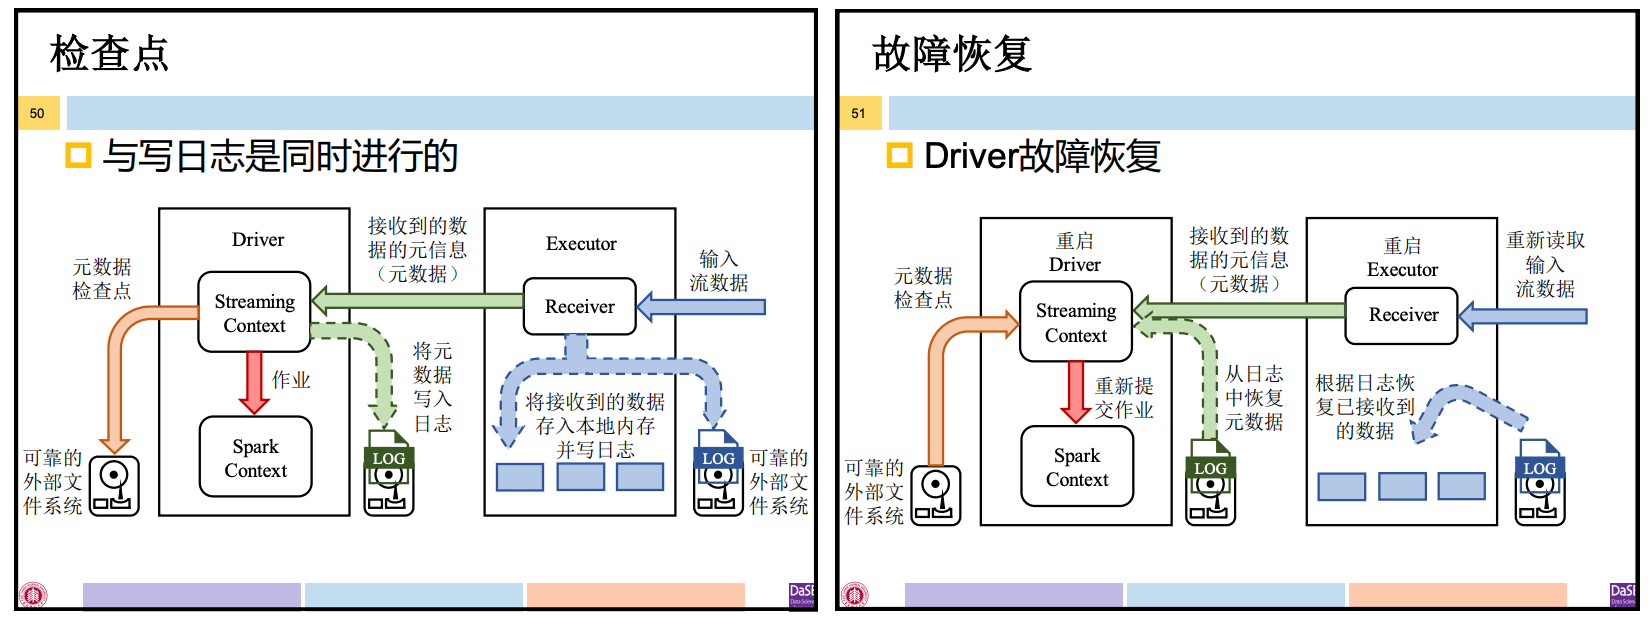 检查点
50
与写日志是同时进行的
Driver
接收到的数
据的元信息
（元数据）
Executor
元数据
检查点
输入
流数据
Streaming
Context
Receiver
作业
将元
数据
写入
日志
将接收到的数据
存入本地内存
并写日志
Spark
Context
LOG
LOG
可靠的
外部文
件系统
可靠的
外部文
件系统
故障恢复
51
Driver故障恢复
重启
Driver
接收到的数
据的元信息
（元数据）
重启
Executor
重新读取
输入
流数据
元数据
检查点
Streaming
Context
Receiver
重新提
交作业
从日志
中恢复
元数据
根据日志恢
复已接收到
的数据
Spark
Context
LOG
LOG
可靠的
外部文
件系统